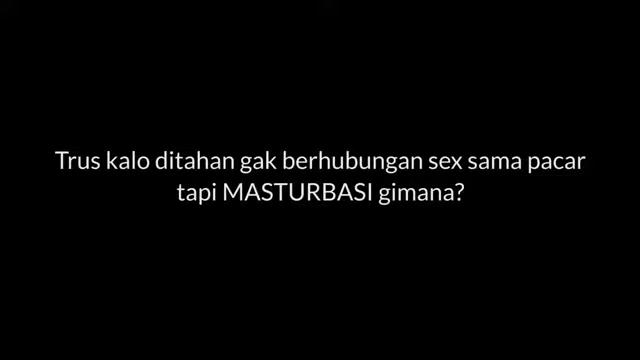 Trus kalo ditahan gak berhubungan sex sama pacar
tapi MASTURBASI gimana?